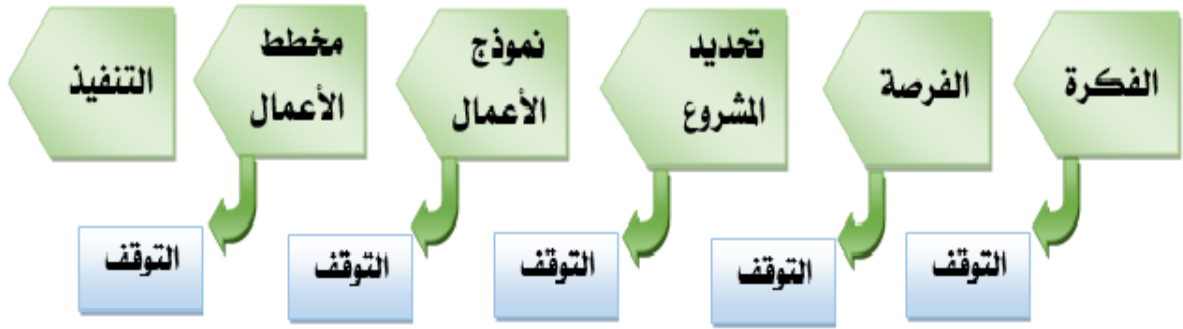 الفكرة
الفرصة
تحديد
المشروع
نموذج
الأعمال
مخطط
الأعمال
التنفيذ
التوقف
التوقف
التوقف
التوقف
التوقف